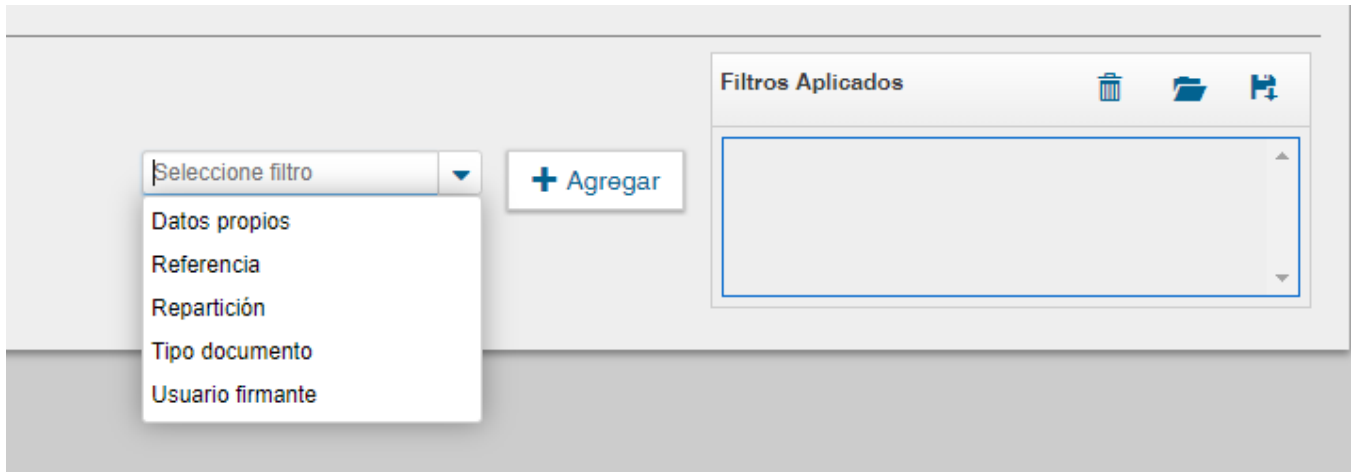 Filtros Aplicados
Seleccione filtro
+ Agregar
Datos propios
Referencia
Repartición
Tipo documento
Usuario firmante